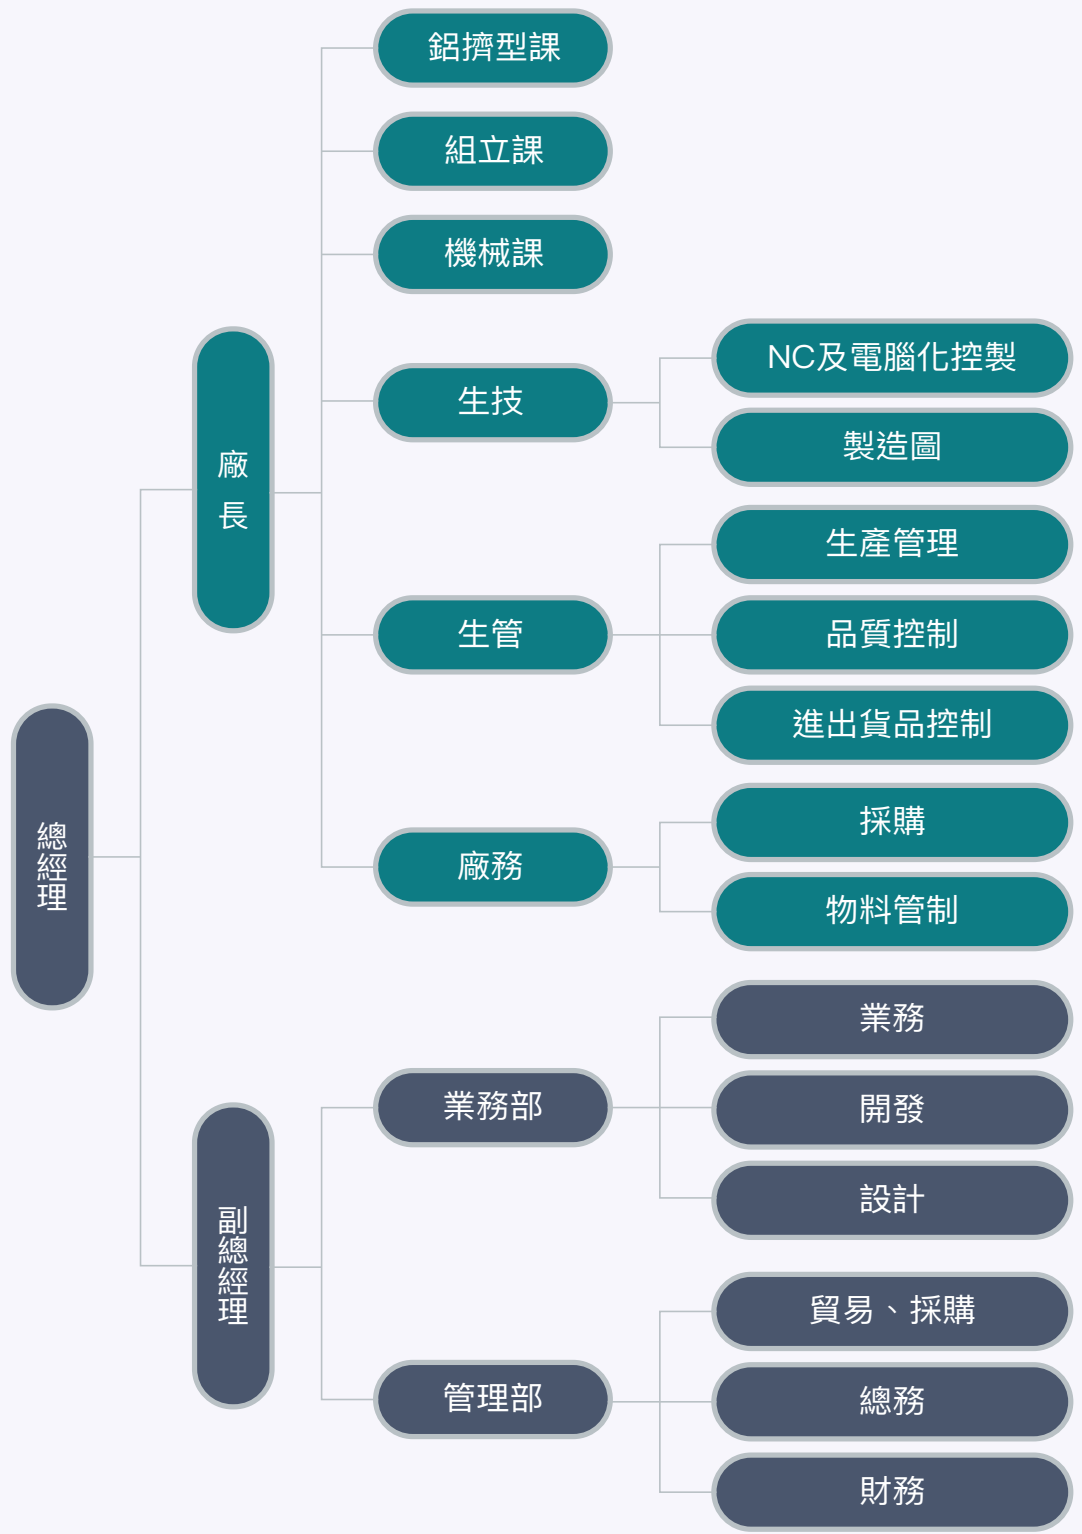 鋁擠型課
組立課
機械課
NC及電腦化控製
生技
製造圖
廠長
生產管理
生管
品質控制
進出貨品控制
總經理
採購
廠務
物料管制
業務
業務部
開發
設計
副總經理
貿易、採購
管理部
總務
財務